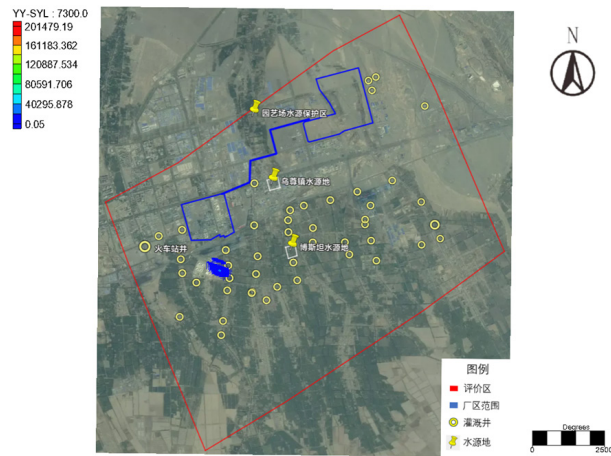 YY-SYL : 7300.0
201479.19
161183.362
120887.534
80591.706
40295.878
0.05
N
园艺场水源保护区
乌尊镇水源地
博斯坦水源地
火车站井
图例
评价区
厂区范围
灌溉井
水源地
Degrees
0
2500